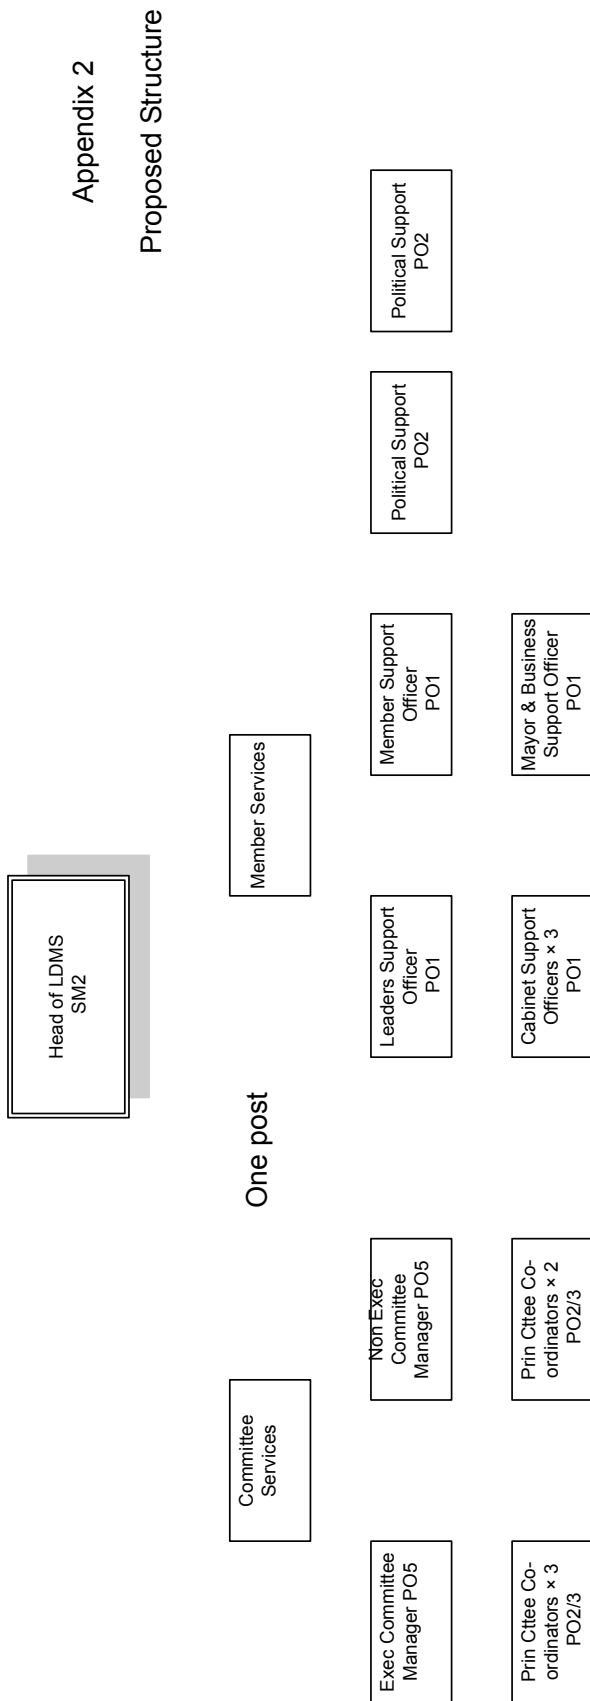 Appendix 2
Proposed Structure
Head of LDMS
SM2
Committee
Services
One post
Member Services
Exec Committee
Manager PO5
Non Exec
Committee
Manager PO5
Leaders Support
Officer
PO1
Member Support
Officer
PO1
Political Support
PO2
Political Support
PO2
Prin Cttee Co-
ordinators × 3
PO2/3
Prin Cttee Co-
ordinators × 2
PO2/3
Cabinet Support
Officers × 3
PO1
Mayor & Business
Support Officer
PO1